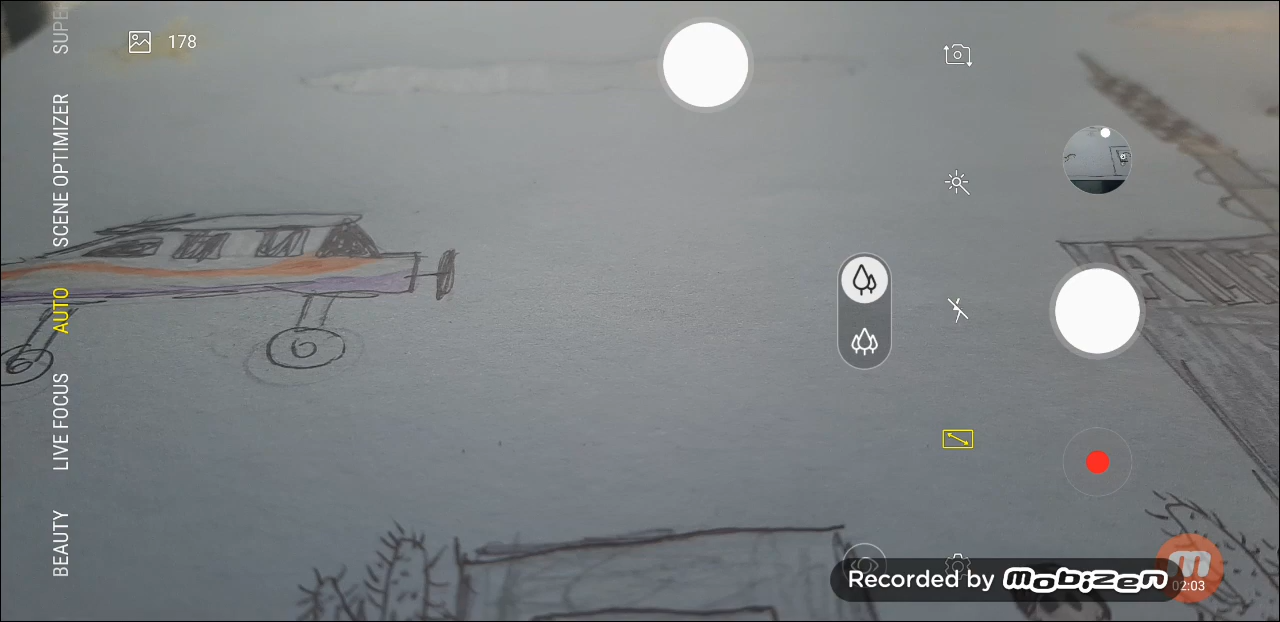 SUPER
178
SCENE OPTIMIZER
AUTO
LIVE FOCUS
BEAUTY
Recorded by mobizen
02:03